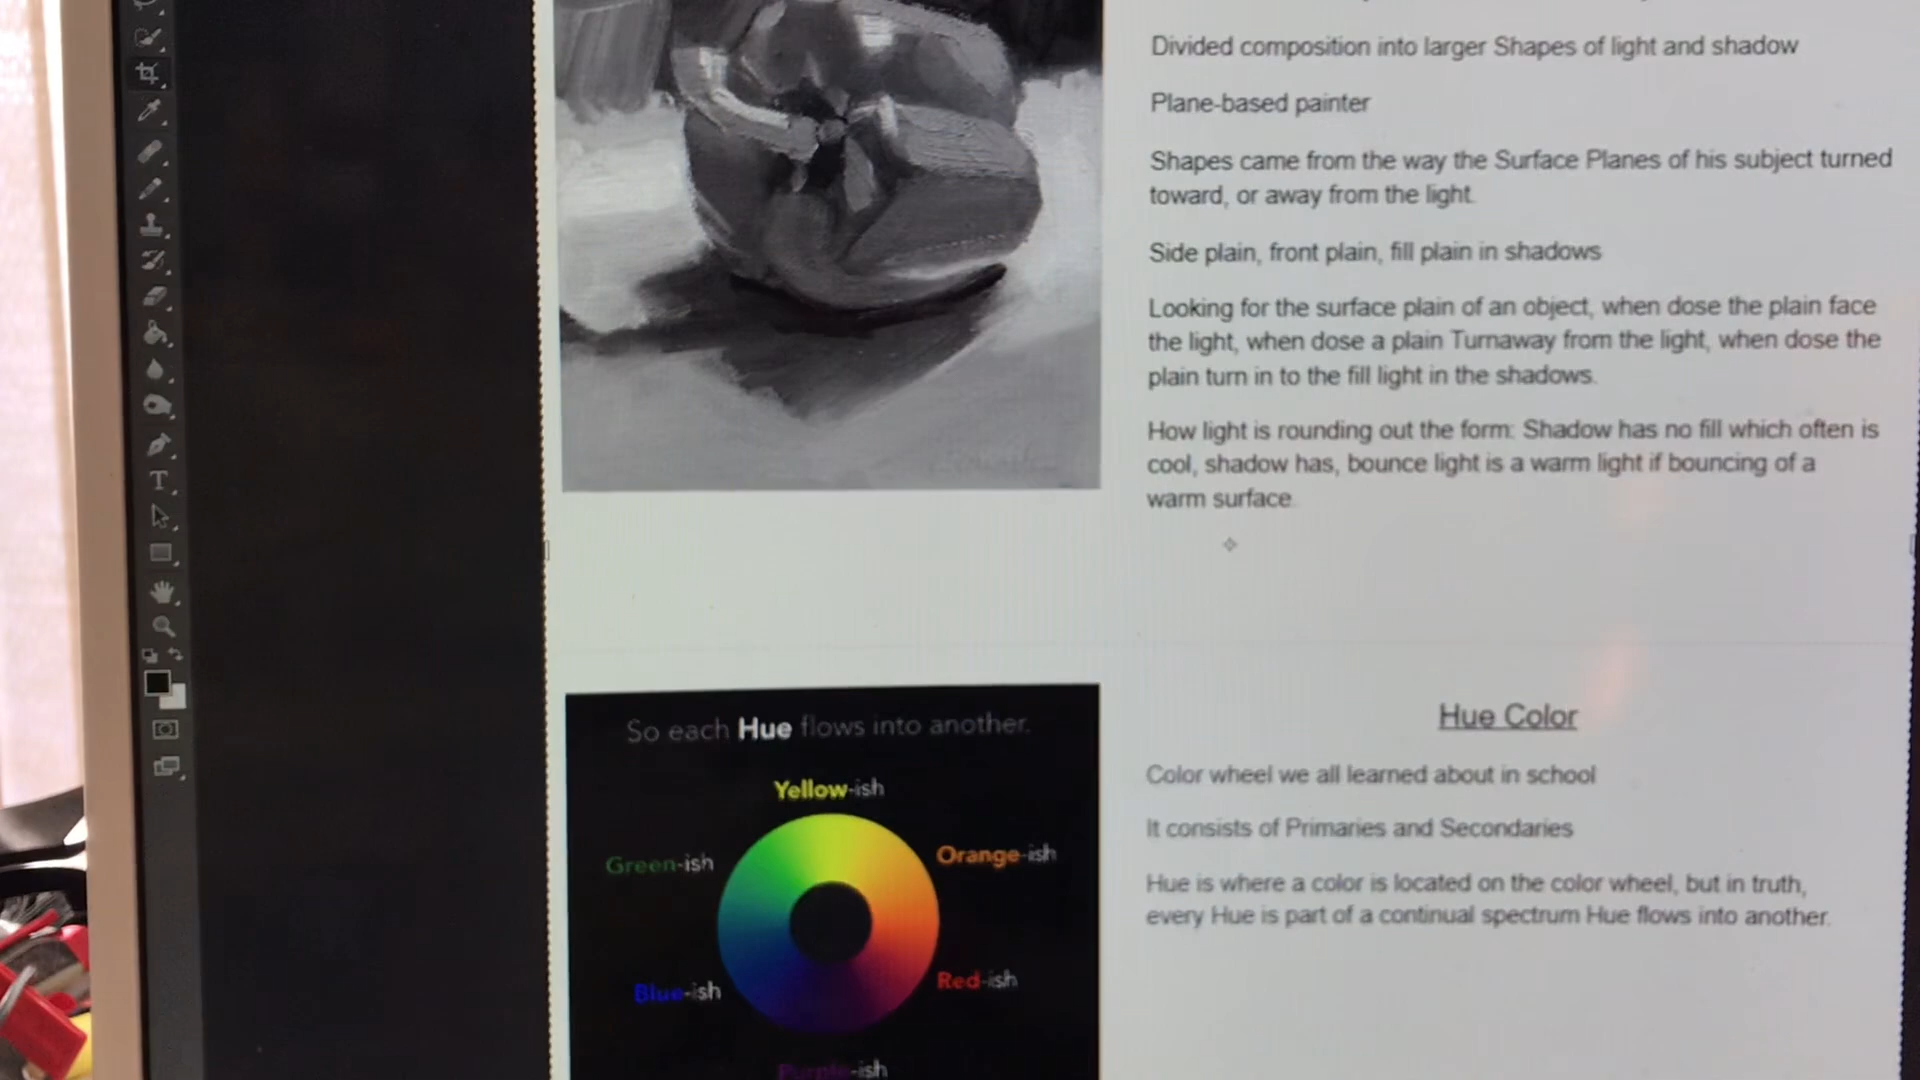 Divided composition into larger Shapes of light and shadow
Plane-based painter
Shapes came from the way the Surface Planes of his subject turned
toward, or away from the light.
Side plain, front plain, fill plain in shadows
Looking for the surface plain of an object, when dose the plain face
the light, when dose a plain Turnaway from the light, when dose the
plain turn in to the fill light in the shadows.
How light is rounding out the form: Shadow has no fill which often is
cool, shadow has, bounce light is a warm light if bouncing of a
warm surface.
So each Hue flows into another.
Yellow-ish
Green-ish
Orange-ish
Blue-ish
Red-ish
Purple-ish
Hue Color
Color wheel we all learned about in school
It consists of Primaries and Secondaries
Hue is where a color is located on the color wheel, but in truth,
every Hue is part of a continual spectrum Hue flows into another.